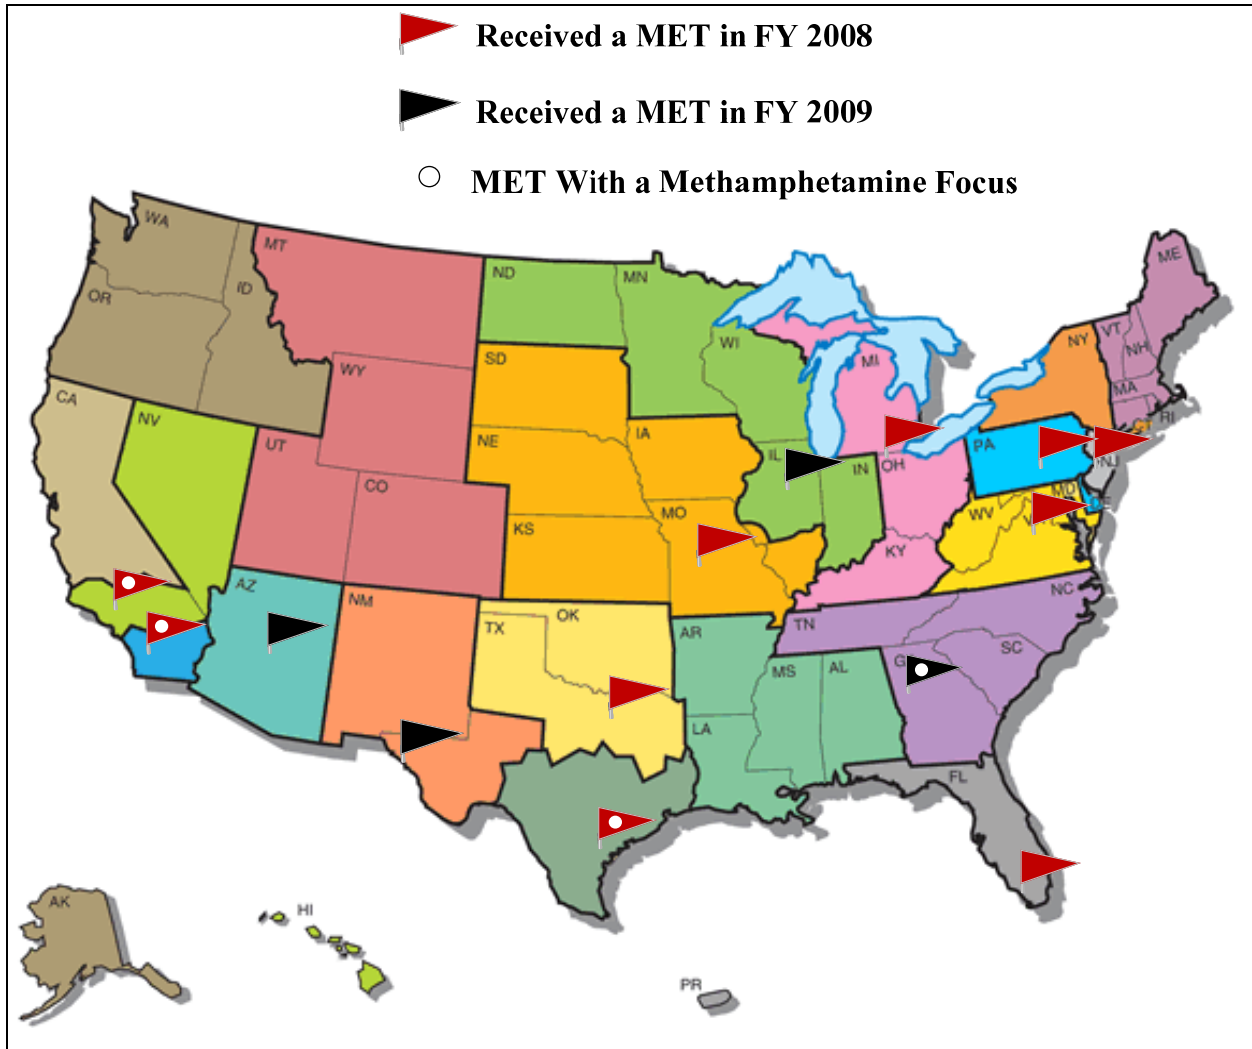 Received a MET in FY 2008
Received a MET in FY 2009
MET With a Methamphetamine Focus
WA
MT
ND
MN
ME
OR
ID
WI
MI
NY
VT
NH
SD
WY
CA
NV
MA
RI
CT
UT
NE
IA
IL
IN
OH
PA
NJ
CO
KS
MO
WV
MD
DE
KY
AZ
NM
TX
OK
AR
TN
NC
SC
MS
AL
LA
FL
AK
HI
PR